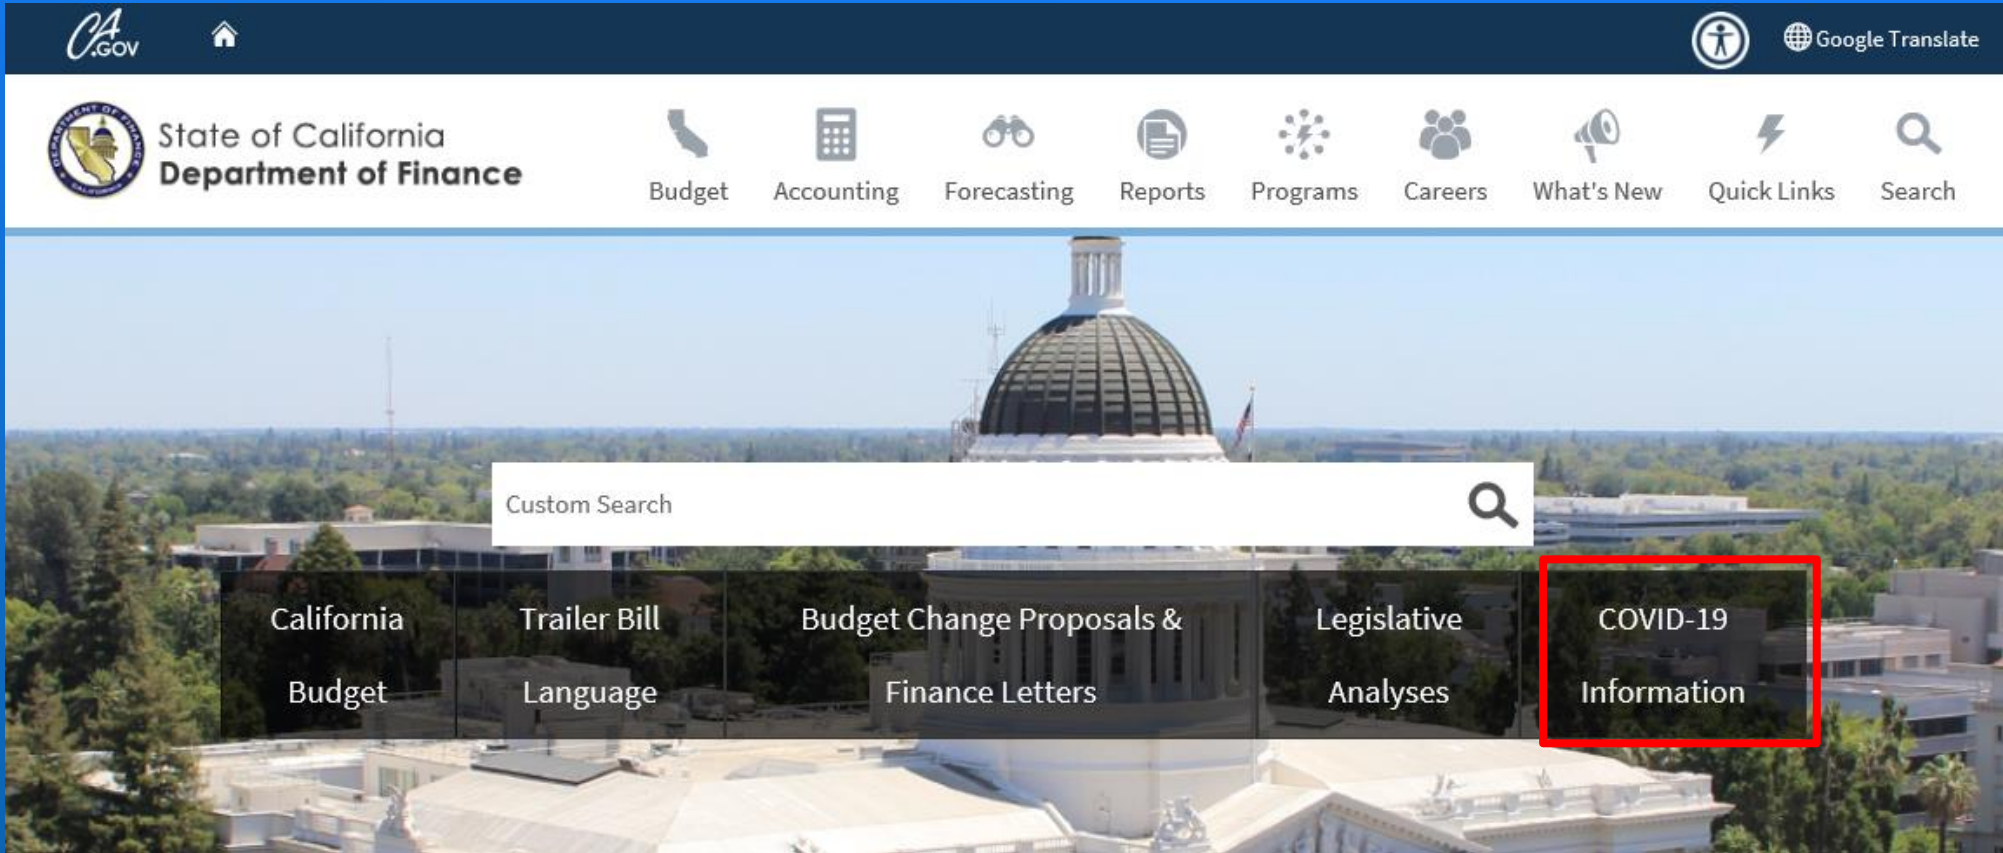 CA
.GOV
Google Translate
State of California
Department of Finance
Budget
Accounting
Forecasting
Reports
Programs
Careers
What's New
Quick Links
Search
Custom Search
California
Budget
Trailer Bill
Language
Budget Change Proposals &
Finance Letters
Legislative
Analyses
COVID-19
Information